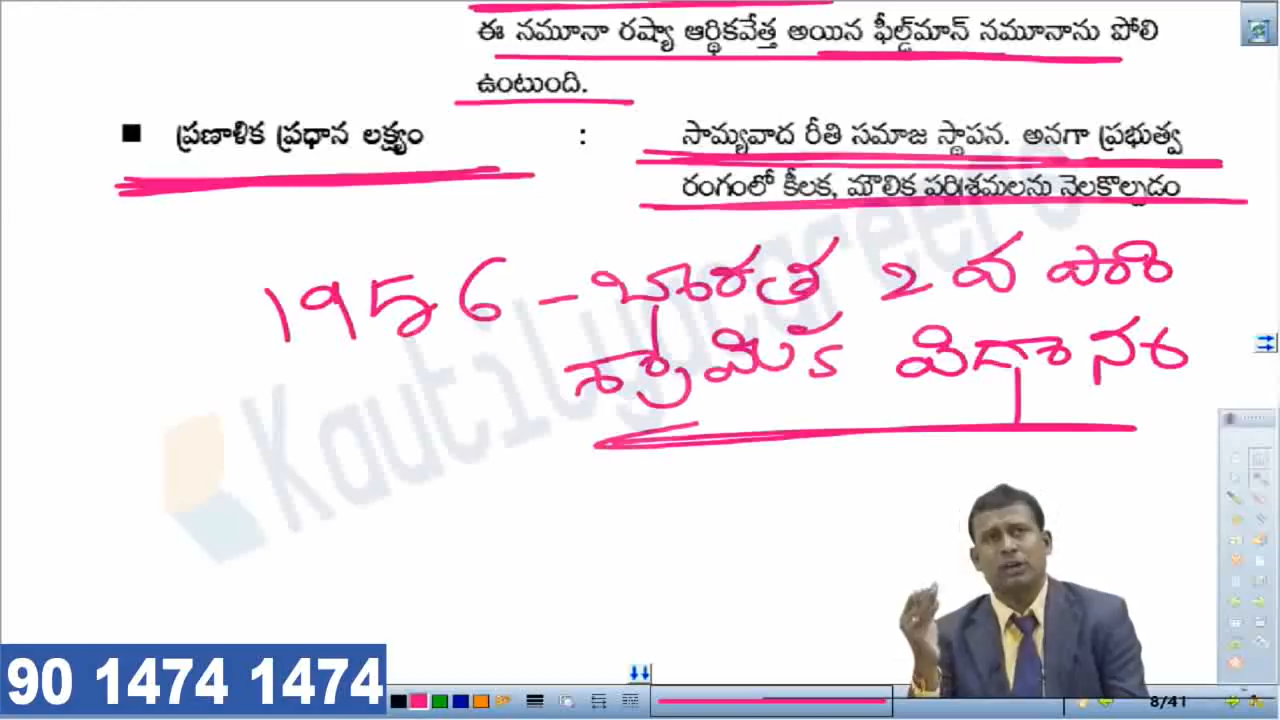 ఈ నమూనా రష్యా ఆర్థికవేత్త అయిన ఫీల్డ్‌మాన్ నమూనాను పోలి
ఉంటుంది.
■ ప్రణాళిక ప్రధాన లక్ష్యం : సామ్యవాద రీతి సమాజ స్థాపన. అనగా ప్రభుత్వ
రంగంలో కీలక, మౌలిక పరిశ్రమలను నెలకొల్పడం
1956 - భారత 2వ పారి
శ్రామిక విధానం
Kautilyacareers
90 1474 1474
8/41